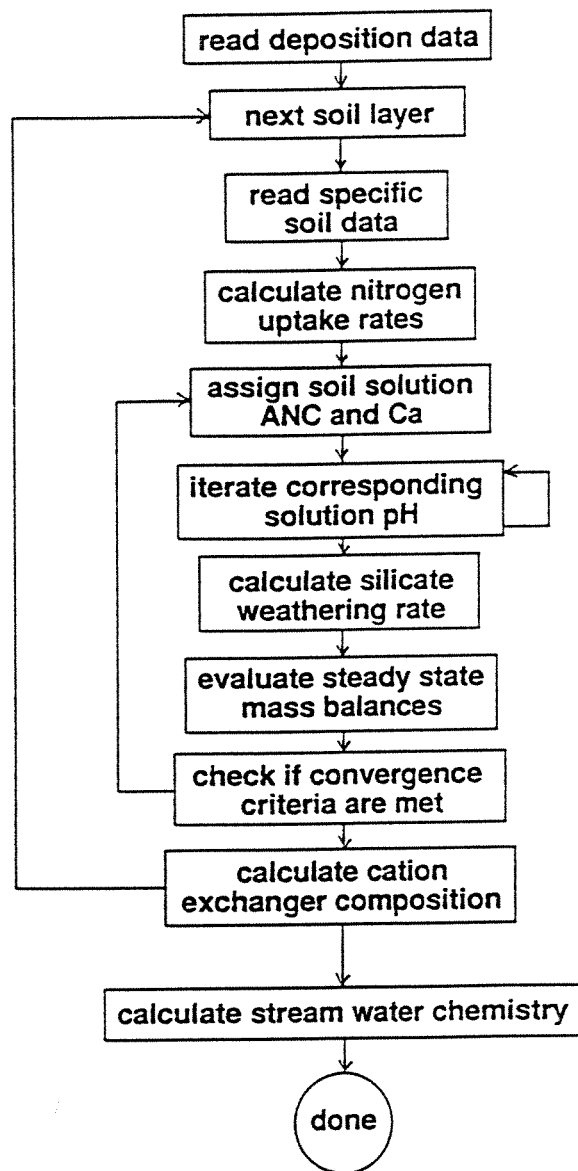 read deposition data
next soil layer
read specific
soil data
calculate nitrogen
uptake rates
assign soil solution
ANC and Ca
iterate corresponding
solution pH
calculate silicate
weathering rate
evaluate steady state
mass balances
check if convergence
criteria are met
calculate cation
exchanger composition
calculate stream water chemistry
done